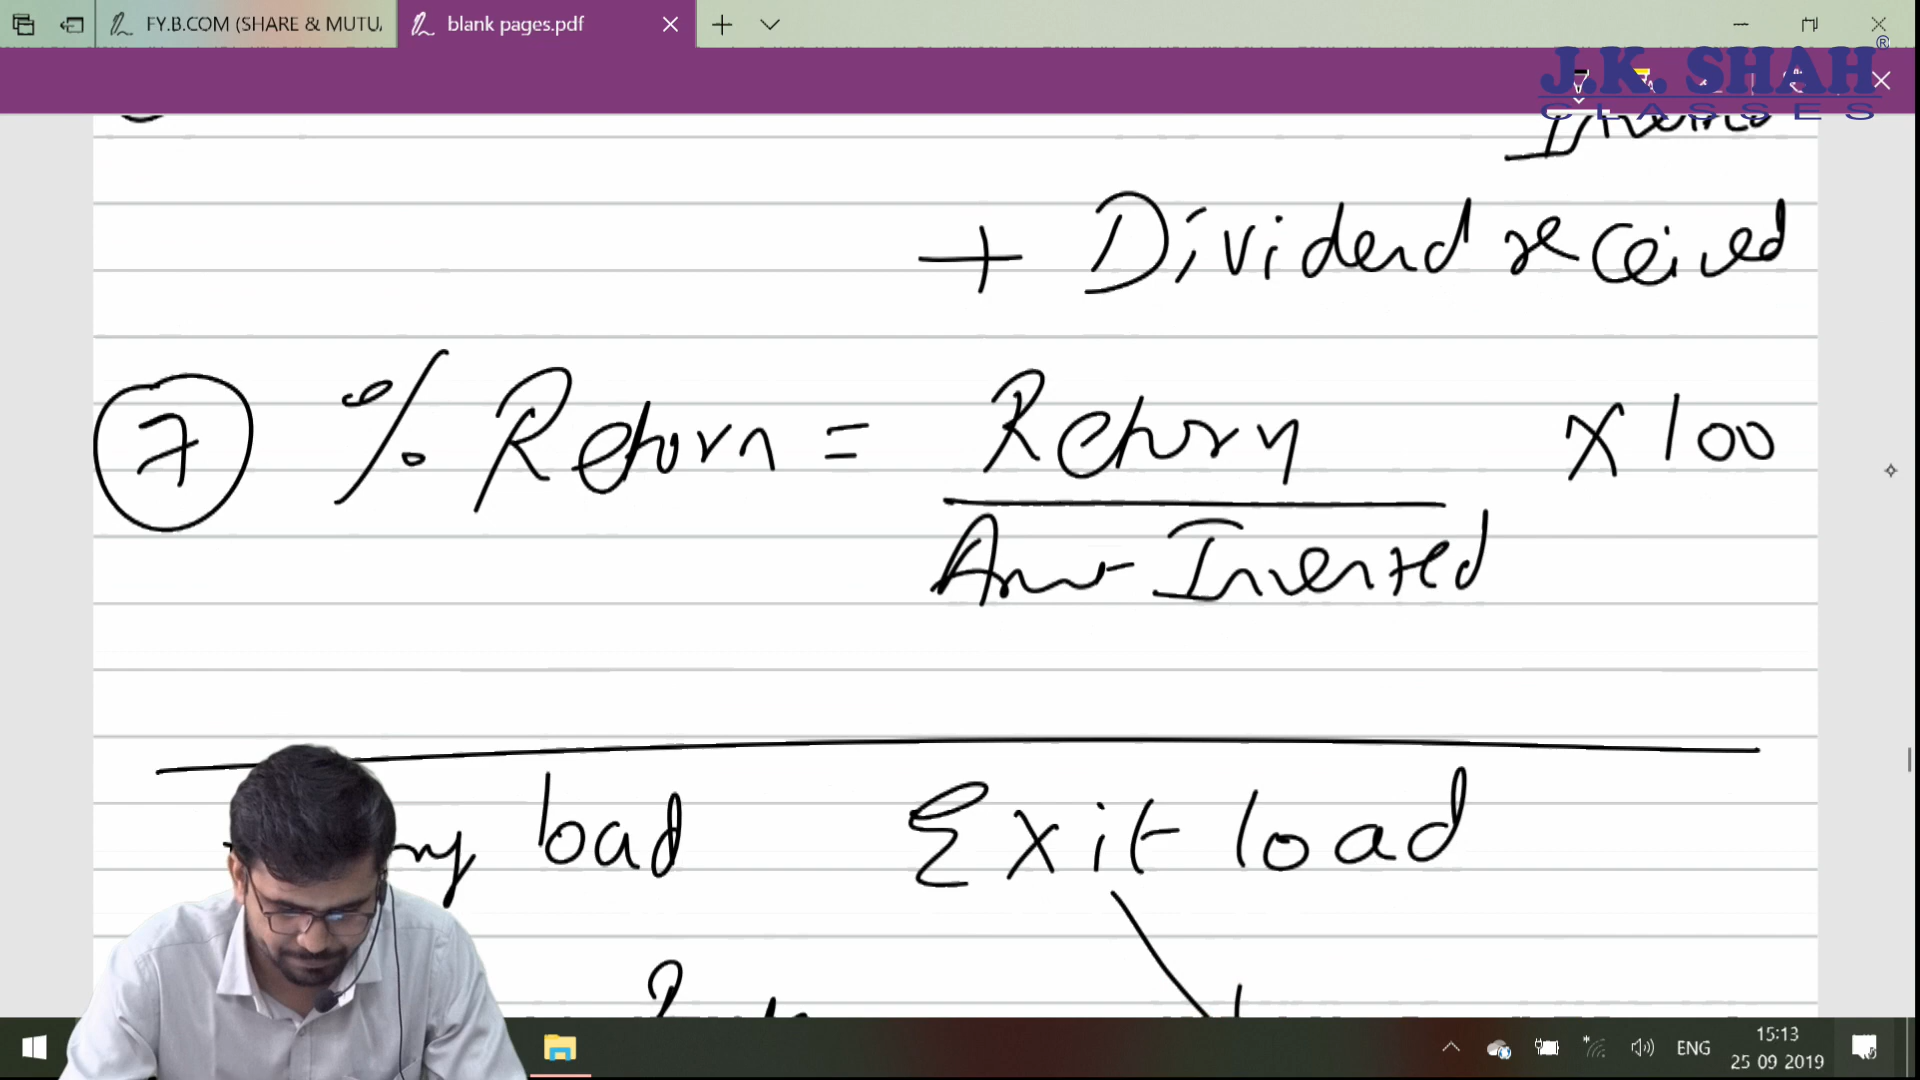 FY.B.COM (SHARE & MUTU
blank pages.pdf
J.K. SHAH®
CLASSES
+ Dividend received
7 % Return = Return × 100
Amt Invested
load Exit load
ENG
15:13
25 09 2019